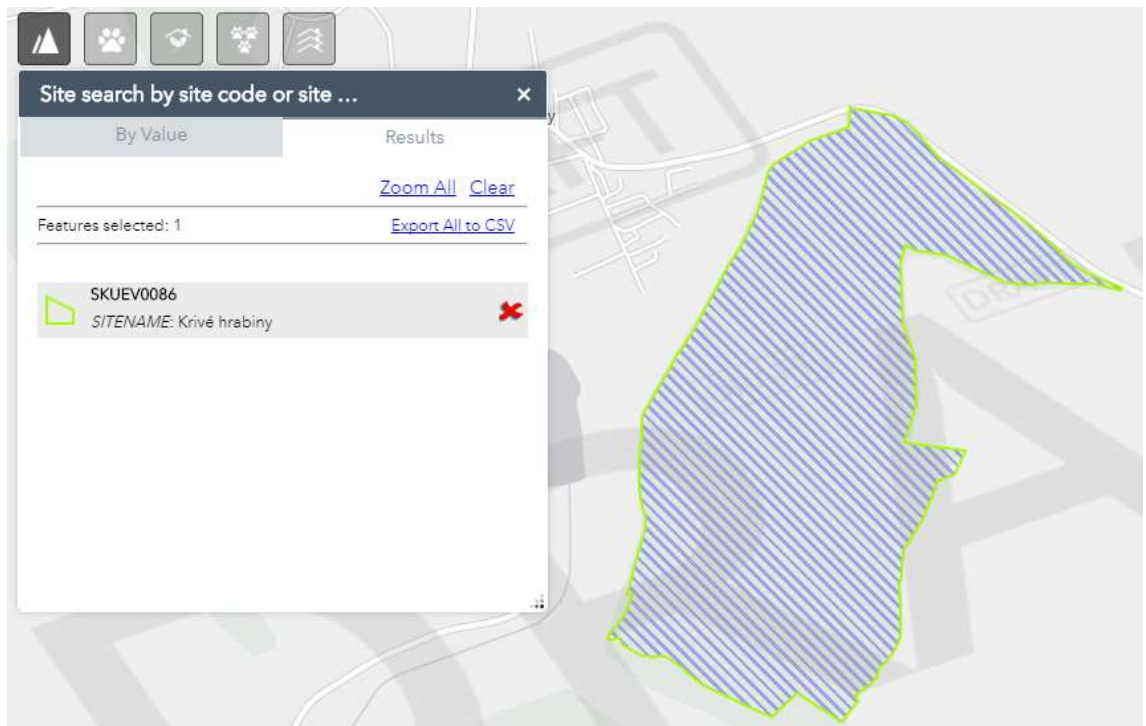 Site search by site code or site ...
By Value
Results
Zoom All Clear
Features selected: 1 Export All to CSV
SKUEV0086
SITENAME: Krivé hrabiny
y